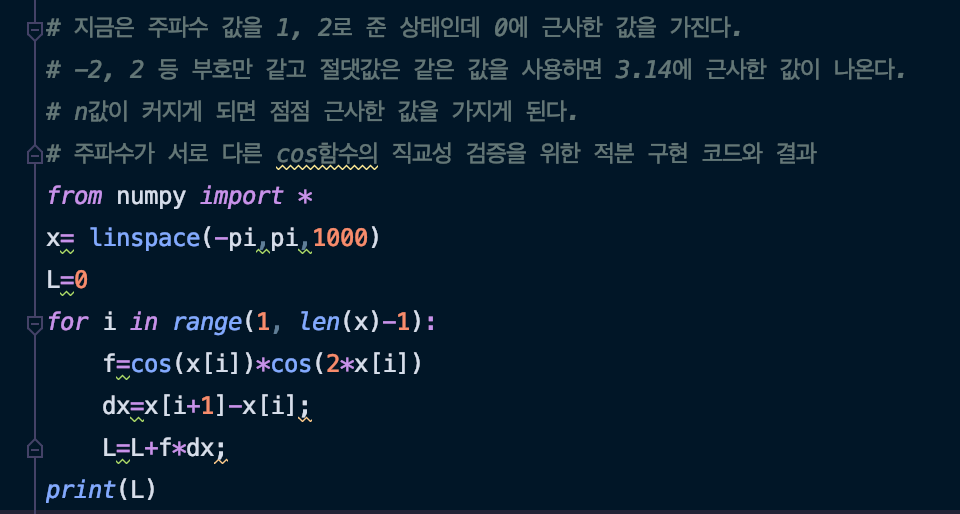 # 지금은 주파수 값을 1, 2로 준 상태인데 0에 근사한 값을 가진다.
# -2, 2 등 부호만 같고 절댓값은 같은 값을 사용하면 3.14에 근사한 값이 나온다.
# n값이 커지게 되면 점점 근사한 값을 가지게 된다.
# 주파수가 서로 다른 cos함수의 직교성 검증을 위한 적분 구현 코드와 결과
from numpy import *
x= linspace(-pi,pi,1000)
L=0
for i in range(1, len(x)-1):
    f=cos(x[i])*cos(2*x[i])
    dx=x[i+1]-x[i];
    L=L+f*dx;
print(L)